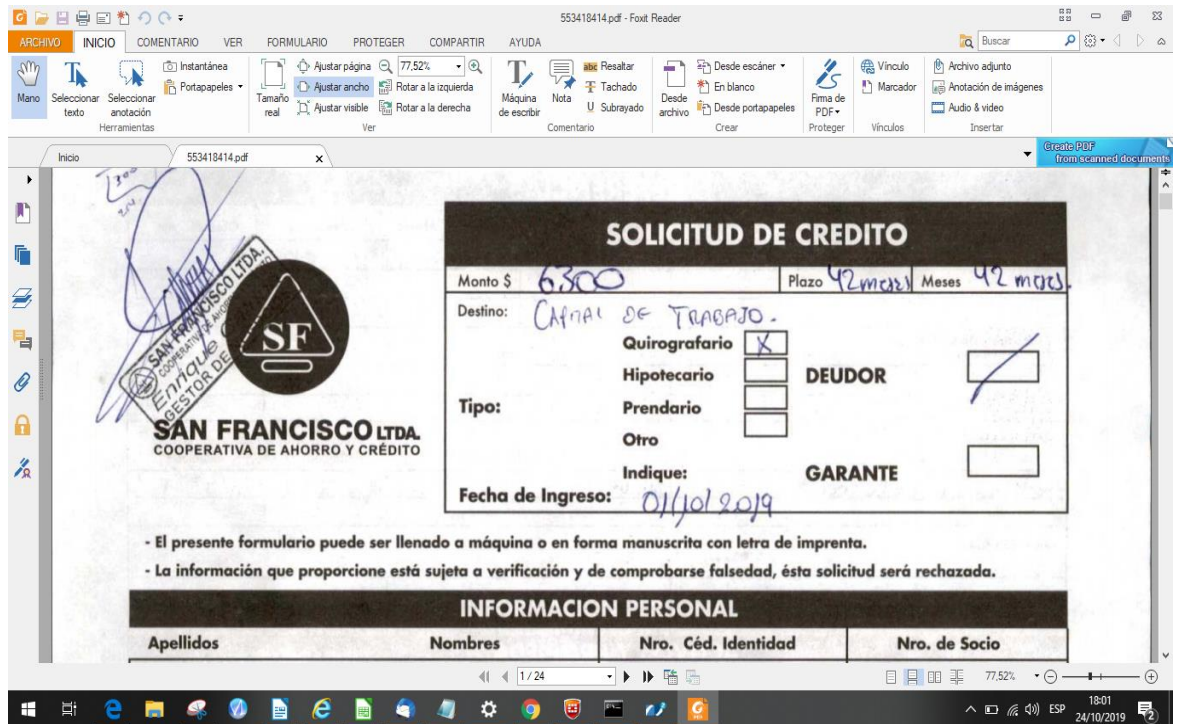 553418414.pdf - Foxit Reader
ARCHIVO INICIO COMENTARIO VER FORMULARIO PROTEGER COMPARTIR AYUDA
Buscar
Mano
Seleccionar texto
Seleccionar anotación
Instantánea
Portapapeles
Herramientas
Tamaño real
Ajustar página
Ajustar ancho
Ajustar visible
77,52%
Rotar a la izquierda
Rotar a la derecha
Ver
Máquina de escribir
Nota
Resaltar
Tachado
Subrayado
Comentario
Desde archivo
Desde escáner
En blanco
Desde portapapeles
Crear
Firma de PDF
Proteger
Vínculo
Marcador
Vínculos
Archivo adjunto
Anotación de imágenes
Audio & video
Insertar
Inicio
553418414.pdf
Create PDF
from scanned documents
SOLICITUD DE CREDITO
Monto $ 6300 Plazo 42 meses Meses 42 meses.
Destino: CAPITAL DE TRABAJO.
Tipo:
Quirografario X
Hipotecario
Prendario
Otro
Indique:
DEUDOR
GARANTE
Fecha de Ingreso: 01/10/2019
SAN FRANCISCO LTDA.
COOPERATIVA DE AHORRO
Enrique
GESTOR DE
SF
SAN FRANCISCO LTDA.
COOPERATIVA DE AHORRO Y CRÉDITO
- El presente formulario puede ser llenado a máquina o en forma manuscrita con letra de imprenta.
- La información que proporcione está sujeta a verificación y de comprobarse falsedad, ésta solicitud será rechazada.
INFORMACION PERSONAL
Apellidos Nombres Nro. Céd. Identidad Nro. de Socio
1 / 24
77,52%
ESP
18:01
24/10/2019